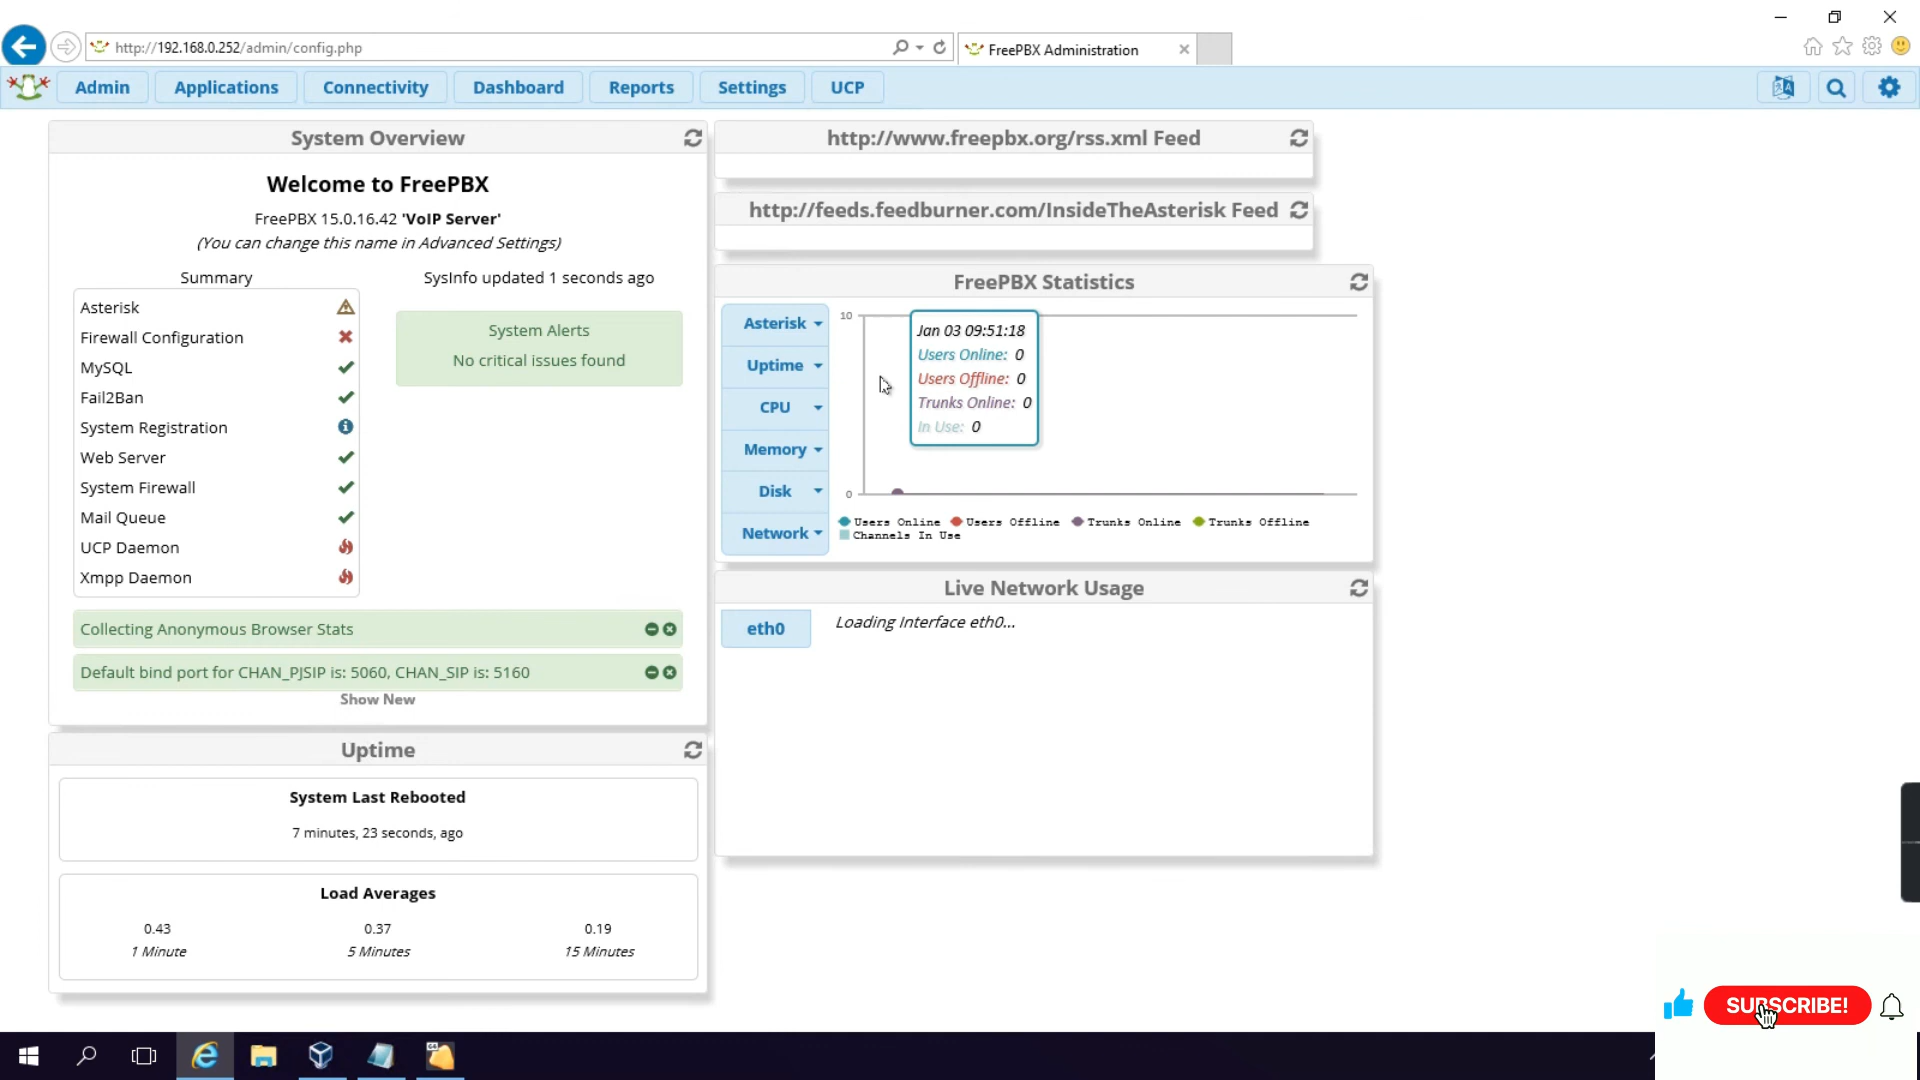 http://192.168.0.252/admin/config.php
FreePBX Administration
Admin
Applications
Connectivity
Dashboard
Reports
Settings
UCP
System Overview
Welcome to FreePBX
FreePBX 15.0.16.42 'VoIP Server'
(You can change this name in Advanced Settings)
Summary
SysInfo updated 1 seconds ago
Asterisk
Firewall Configuration
MySQL
Fail2Ban
System Registration
Web Server
System Firewall
Mail Queue
UCP Daemon
Xmpp Daemon
System Alerts
No critical issues found
Collecting Anonymous Browser Stats
Default bind port for CHAN_PJSIP is: 5060, CHAN_SIP is: 5160
Show New
Uptime
System Last Rebooted
7 minutes, 23 seconds, ago
Load Averages
0.43
0.37
0.19
1 Minute
5 Minutes
15 Minutes
http://www.freepbx.org/rss.xml Feed
http://feeds.feedburner.com/InsideTheAsterisk Feed
FreePBX Statistics
Asterisk
Uptime
CPU
Memory
Disk
Network
10
0
Jan 03 09:51:18
Users Online: 0
Users Offline: 0
Trunks Online: 0
In Use: 0
Users Online
Users Offline
Trunks Online
Trunks Offline
Channels In Use
Live Network Usage
eth0
Loading Interface eth0...
SUBSCRIBE!